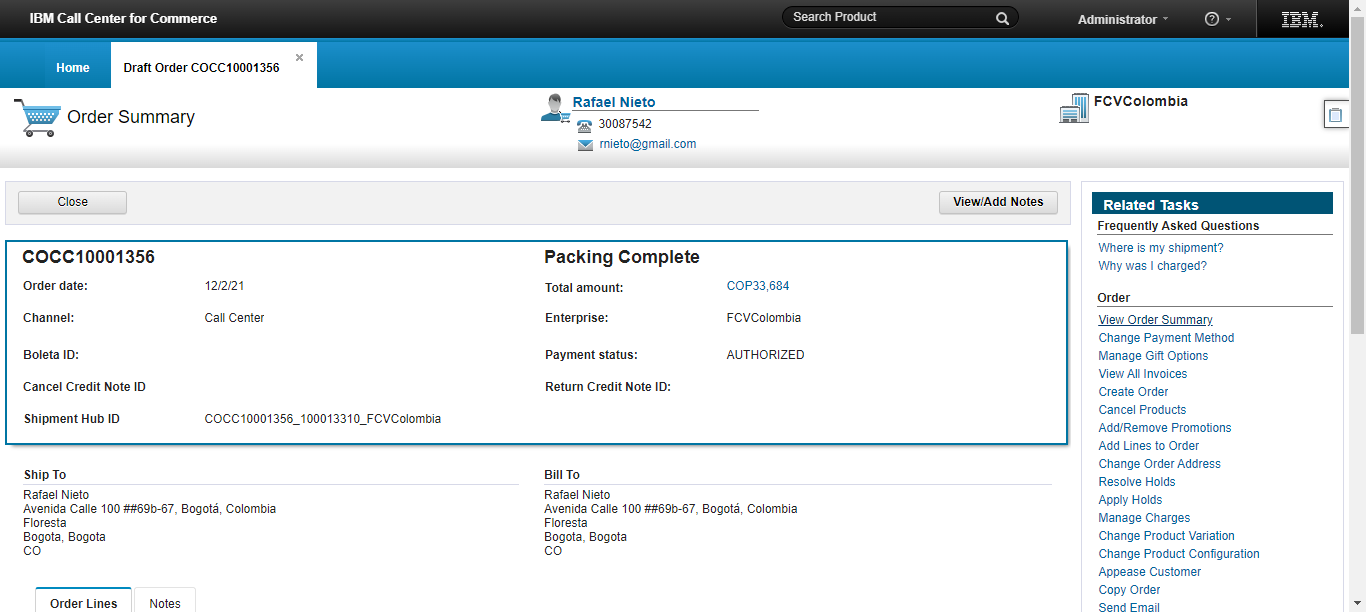 IBM Call Center for Commerce
Search Product
Administrator
?
IBM.
Home
Draft Order COCC10001356
×
Order Summary
Rafael Nieto
30087542
rnieto@gmail.com
FCVColombia
Close
View/Add Notes
COCC10001356
Packing Complete
Order date: 12/2/21
Total amount: COP33,684
Channel: Call Center
Enterprise: FCVColombia
Boleta ID:
Payment status: AUTHORIZED
Cancel Credit Note ID
Return Credit Note ID:
Shipment Hub ID COCC10001356_100013310_FCVColombia
Ship To
Rafael Nieto
Avenida Calle 100 ##69b-67, Bogotá, Colombia
Floresta
Bogota, Bogota
CO
Bill To
Rafael Nieto
Avenida Calle 100 ##69b-67, Bogotá, Colombia
Floresta
Bogota, Bogota
CO
Order Lines
Notes
Related Tasks
Frequently Asked Questions
Where is my shipment?
Why was I charged?
Order
View Order Summary
Change Payment Method
Manage Gift Options
View All Invoices
Create Order
Cancel Products
Add/Remove Promotions
Add Lines to Order
Change Order Address
Resolve Holds
Apply Holds
Manage Charges
Change Product Variation
Change Product Configuration
Appease Customer
Copy Order
Send Email